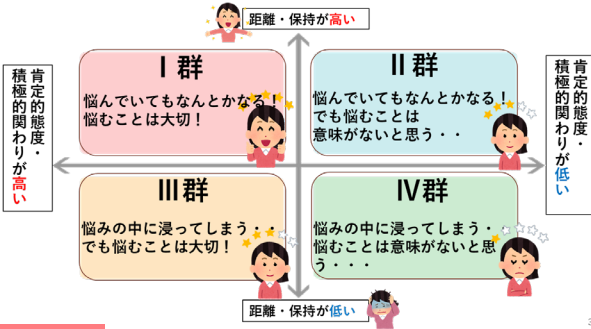 距離・保持が高い
肯定的態度・
積極的関わりが高い
Ⅰ群
悩んでいてもなんとかなる!
悩むことは大切!
Ⅱ群
悩んでいてもなんとかなる!
でも悩むことは
意味がないと思う・・
肯定的態度・
積極的関わりが低い
Ⅲ群
悩みの中に浸ってしまう・・
でも悩むことは大切!
Ⅳ群
悩みの中に浸ってしまう・
悩むことは意味がないと思
う・・・
距離・保持が低い